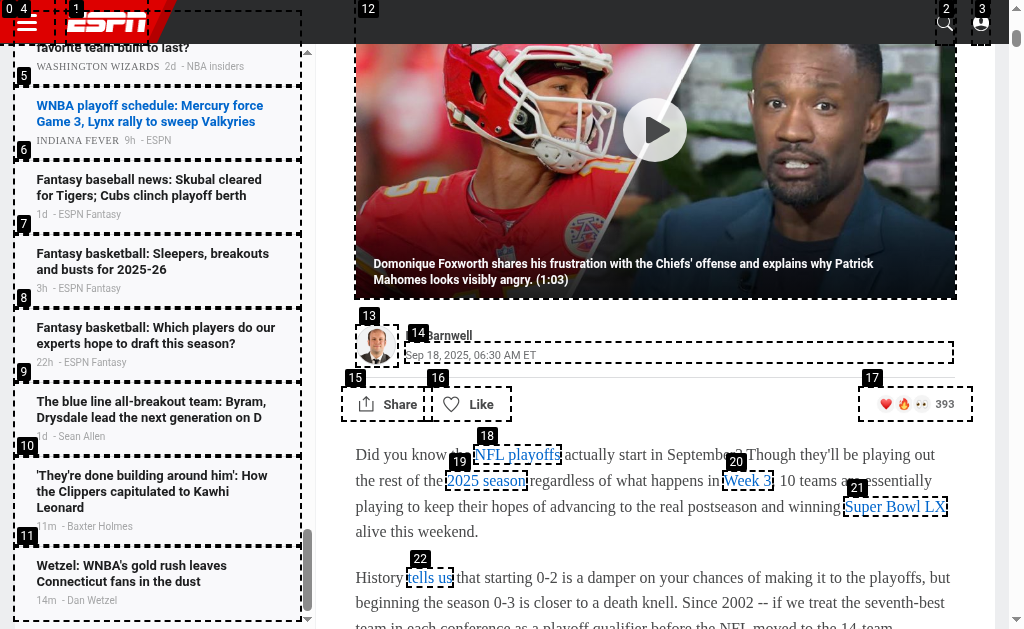 0 4 1 ESPN 12 2 3
favorite team built to last?
WASHINGTON WIZARDS 2d - NBA insiders
5
WNBA playoff schedule: Mercury force
Game 3, Lynx rally to sweep Valkyries
INDIANA FEVER 9h - ESPN
6
Fantasy baseball news: Skubal cleared
for Tigers; Cubs clinch playoff berth
1d - ESPN Fantasy
7
Fantasy basketball: Sleepers, breakouts
and busts for 2025-26
3h - ESPN Fantasy
8
Fantasy basketball: Which players do our
experts hope to draft this season?
22h - ESPN Fantasy
9
The blue line all-breakout team: Byram,
Drysdale lead the next generation on D
1d - Sean Allen
10
'They're done building around him': How
the Clippers capitulated to Kawhi
Leonard
11m - Baxter Holmes
11
Wetzel: WNBA's gold rush leaves
Connecticut fans in the dust
14m - Dan Wetzel
Domonique Foxworth shares his frustration with the Chiefs' offense and explains why Patrick
Mahomes looks visibly angry. (1:03)
13
14 Barnwell
Sep 18, 2025, 06:30 AM ET
15 16 17
Share Like 393
18
Did you know the NFL playoffs actually start in September? Though they'll be playing out
19 20
the rest of the 2025 season regardless of what happens in Week 3, 10 teams are essentially
21
playing to keep their hopes of advancing to the real postseason and winning Super Bowl LX
alive this weekend.
22
History tells us that starting 0-2 is a damper on your chances of making it to the playoffs, but
beginning the season 0-3 is closer to a death knell. Since 2002 -- if we treat the seventh-best
team in each conference as a playoff qualifier before the NFL moved to the 14-team